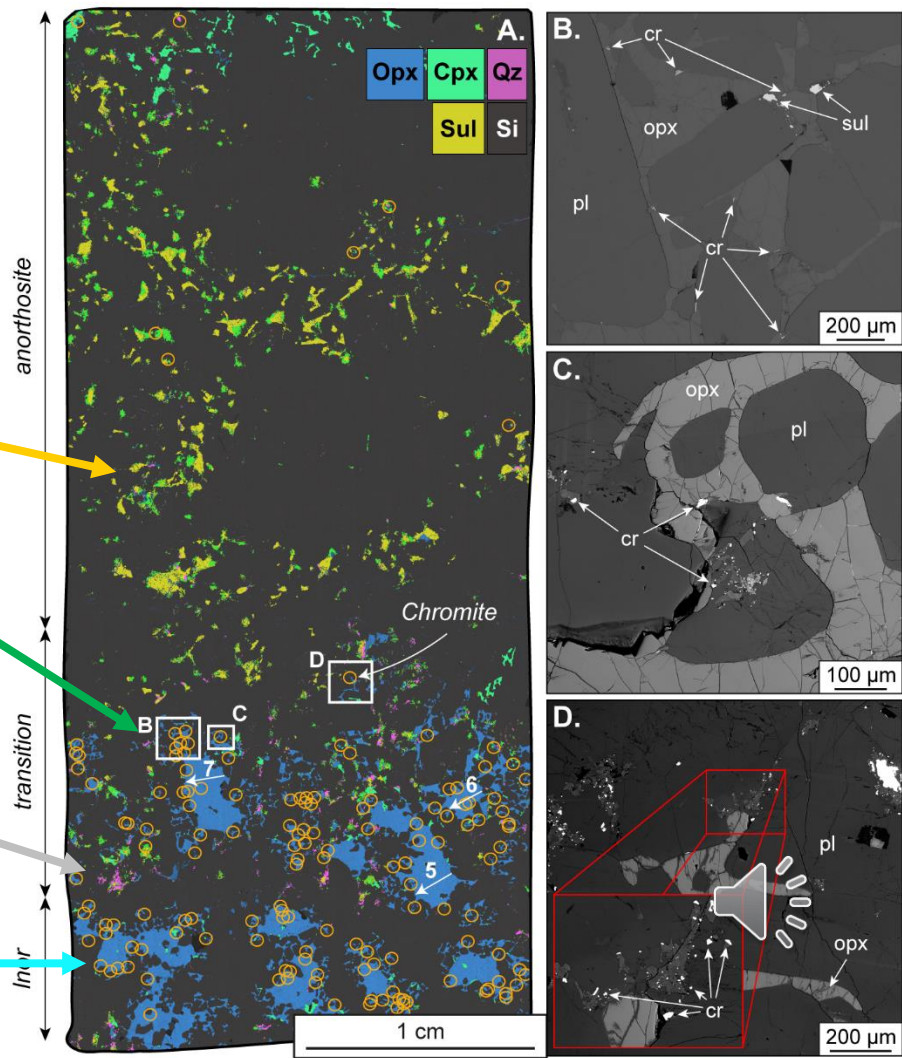 A.
Opx Cpx Qz
Sul Si
anorthosite
transition
lnor
Chromite
D
B
C
7
6
5
1 cm
B.
cr
opx
sul
pl
cr
200 µm
C.
opx
pl
cr
100 µm
D.
pl
opx
cr
200 µm